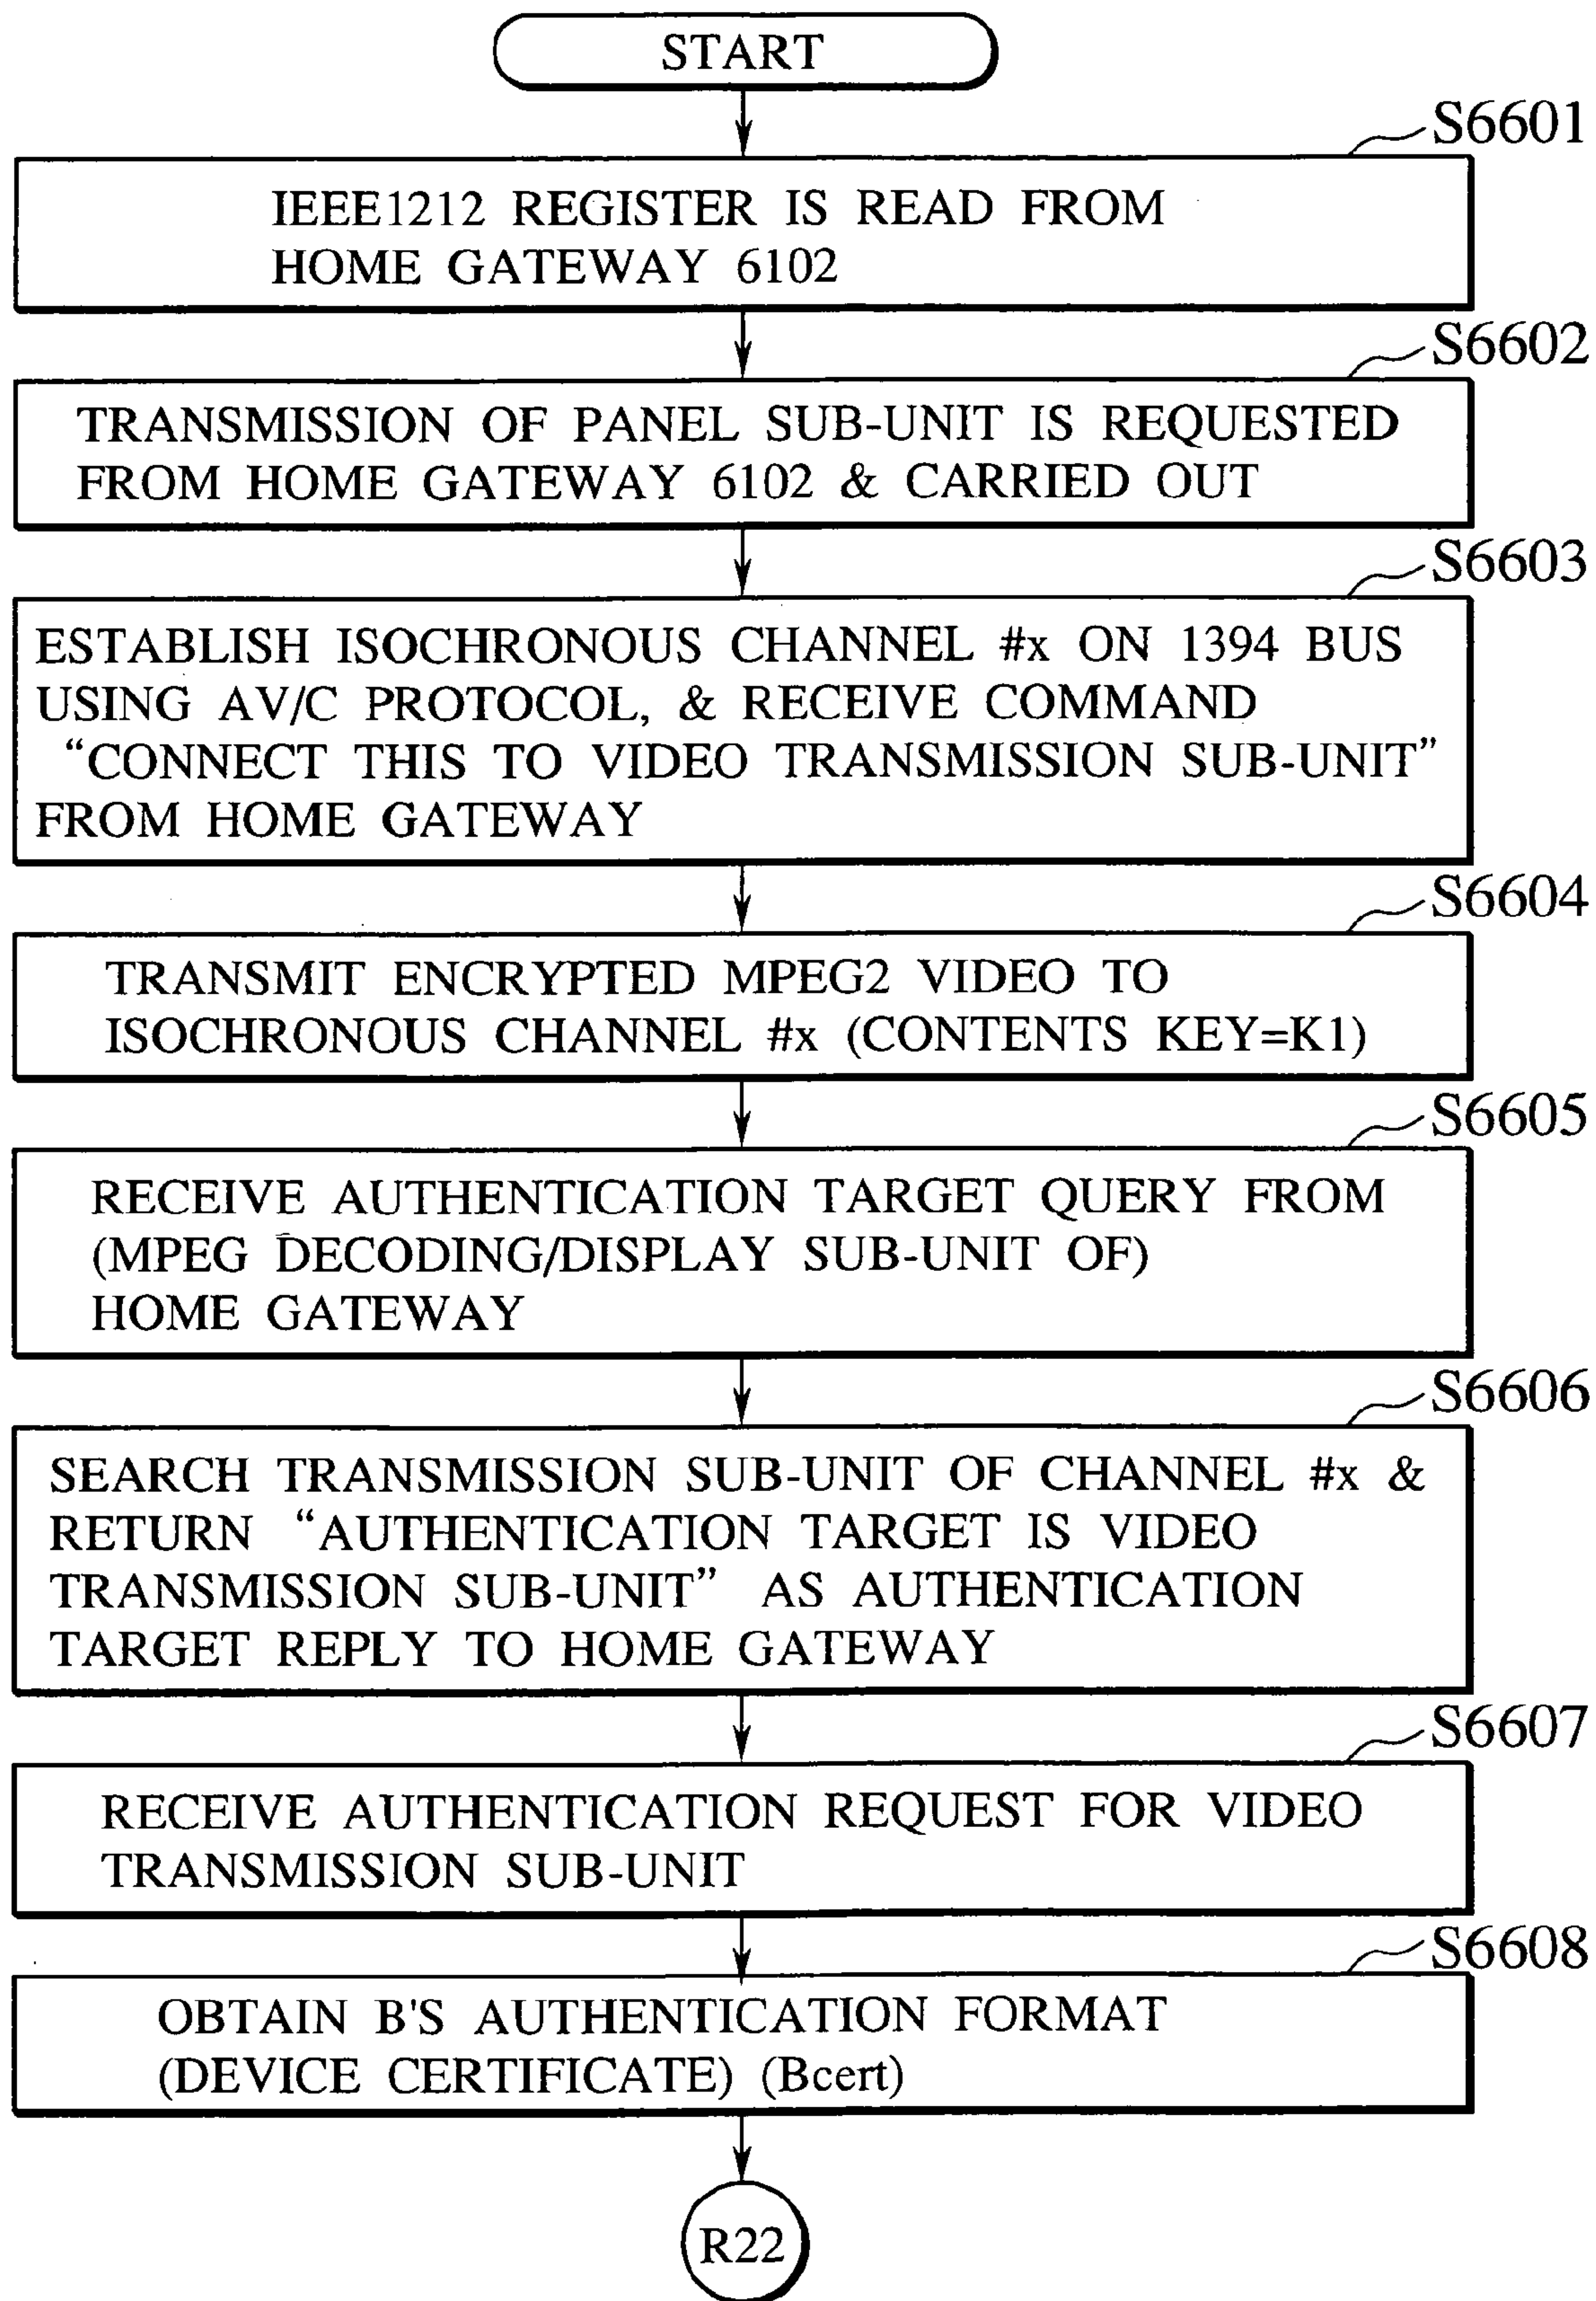 START
S6601
IEEE1212 REGISTER IS READ FROM
HOME GATEWAY 6102
S6602
TRANSMISSION OF PANEL SUB-UNIT IS REQUESTED
FROM HOME GATEWAY 6102 & CARRIED OUT
S6603
ESTABLISH ISOCHRONOUS CHANNEL #x ON 1394 BUS
USING AV/C PROTOCOL, & RECEIVE COMMAND
“CONNECT THIS TO VIDEO TRANSMISSION SUB-UNIT”
FROM HOME GATEWAY
S6604
TRANSMIT ENCRYPTED MPEG2 VIDEO TO
ISOCHRONOUS CHANNEL #x (CONTENTS KEY=K1)
S6605
RECEIVE AUTHENTICATION TARGET QUERY FROM
(MPEG DECODING/DISPLAY SUB-UNIT OF)
HOME GATEWAY
S6606
SEARCH TRANSMISSION SUB-UNIT OF CHANNEL #x &
RETURN “AUTHENTICATION TARGET IS VIDEO
TRANSMISSION SUB-UNIT” AS AUTHENTICATION
TARGET REPLY TO HOME GATEWAY
S6607
RECEIVE AUTHENTICATION REQUEST FOR VIDEO
TRANSMISSION SUB-UNIT
S6608
OBTAIN B'S AUTHENTICATION FORMAT
(DEVICE CERTIFICATE) (Bcert)
R22